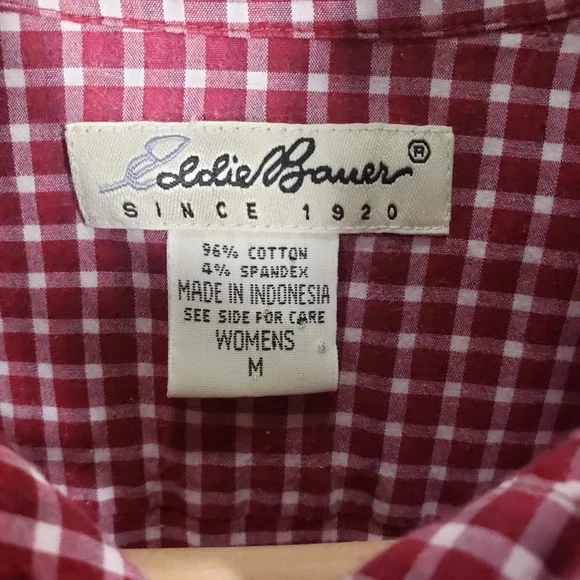 Eddie Bauer®
SINCE 1920
96% COTTON
4% SPANDEX
MADE IN INDONESIA
SEE SIDE FOR CARE
WOMENS
M